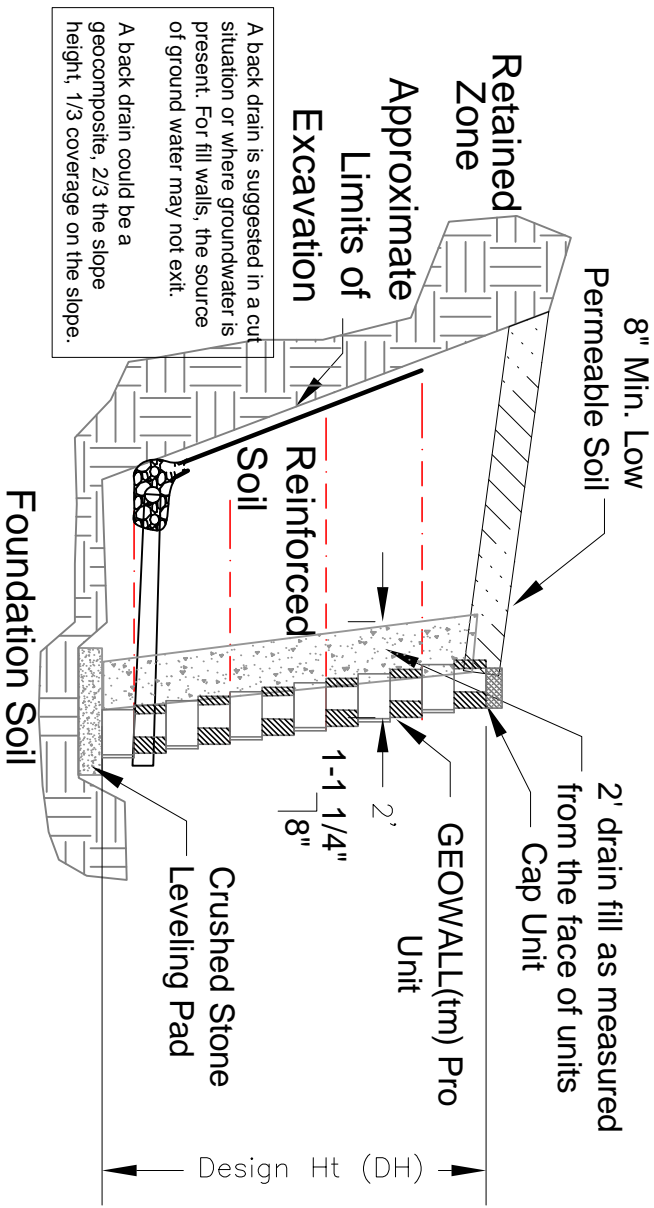 8" Min. Low
Permeable Soil
Retained
Zone
Approximate
Limits of
Excavation
A back drain is suggested in a cut
situation or where groundwater is
present. For fill walls, the source
of ground water may not exit.
A back drain could be a
geocomposite, 2/3 the slope
height, 1/3 coverage on the slope.
Reinforced
Soil
Foundation Soil
2' drain fill as measured
from the face of units
Cap Unit
GEOWALL(tm) Pro
Unit
2'
1-1 1/4"
8"
Crushed Stone
Leveling Pad
Design Ht (DH)